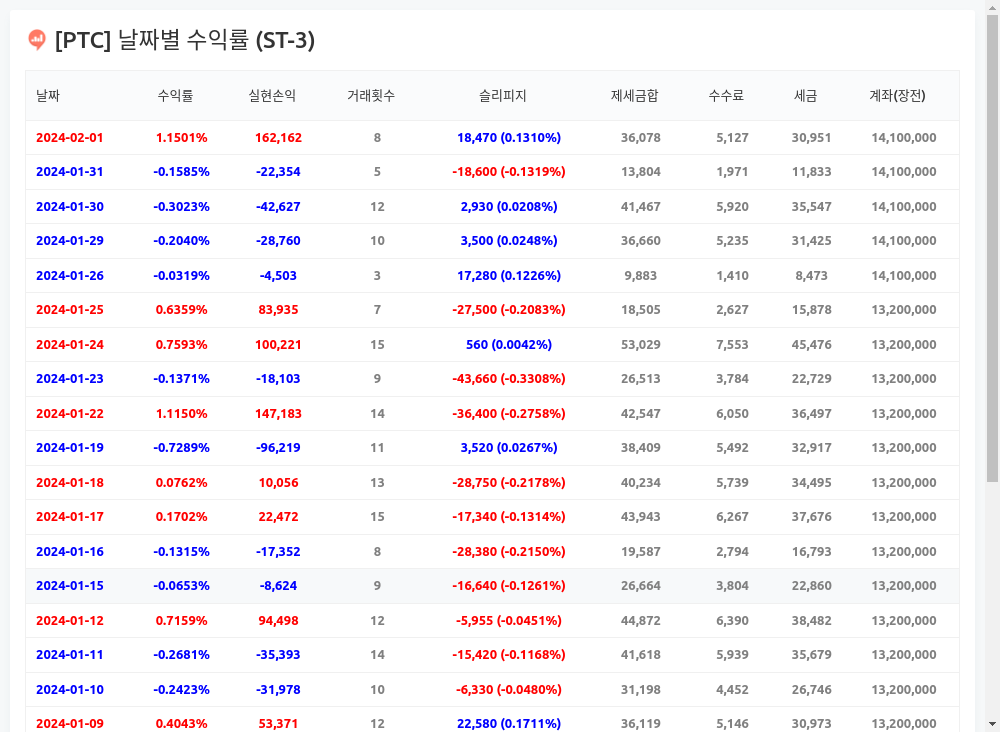 [PTC] 날짜별 수익률 (ST-3)
날짜 수익률 실현손익 거래횟수 슬리피지 제세금합 수수료 세금 계좌(장전)
2024-02-01 1.1501% 162,162 8 18,470 (0.1310%) 36,078 5,127 30,951 14,100,000
2024-01-31 -0.1585% -22,354 5 -18,600 (-0.1319%) 13,804 1,971 11,833 14,100,000
2024-01-30 -0.3023% -42,627 12 2,930 (0.0208%) 41,467 5,920 35,547 14,100,000
2024-01-29 -0.2040% -28,760 10 3,500 (0.0248%) 36,660 5,235 31,425 14,100,000
2024-01-26 -0.0319% -4,503 3 17,280 (0.1226%) 9,883 1,410 8,473 14,100,000
2024-01-25 0.6359% 83,935 7 -27,500 (-0.2083%) 18,505 2,627 15,878 13,200,000
2024-01-24 0.7593% 100,221 15 560 (0.0042%) 53,029 7,553 45,476 13,200,000
2024-01-23 -0.1371% -18,103 9 -43,660 (-0.3308%) 26,513 3,784 22,729 13,200,000
2024-01-22 1.1150% 147,183 14 -36,400 (-0.2758%) 42,547 6,050 36,497 13,200,000
2024-01-19 -0.7289% -96,219 11 3,520 (0.0267%) 38,409 5,492 32,917 13,200,000
2024-01-18 0.0762% 10,056 13 -28,750 (-0.2178%) 40,234 5,739 34,495 13,200,000
2024-01-17 0.1702% 22,472 15 -17,340 (-0.1314%) 43,943 6,267 37,676 13,200,000
2024-01-16 -0.1315% -17,352 8 -28,380 (-0.2150%) 19,587 2,794 16,793 13,200,000
2024-01-15 -0.0653% -8,624 9 -16,640 (-0.1261%) 26,664 3,804 22,860 13,200,000
2024-01-12 0.7159% 94,498 12 -5,955 (-0.0451%) 44,872 6,390 38,482 13,200,000
2024-01-11 -0.2681% -35,393 14 -15,420 (-0.1168%) 41,618 5,939 35,679 13,200,000
2024-01-10 -0.2423% -31,978 10 -6,330 (-0.0480%) 31,198 4,452 26,746 13,200,000
2024-01-09 0.4043% 53,371 12 22,580 (0.1711%) 36,119 5,146 30,973 13,200,000